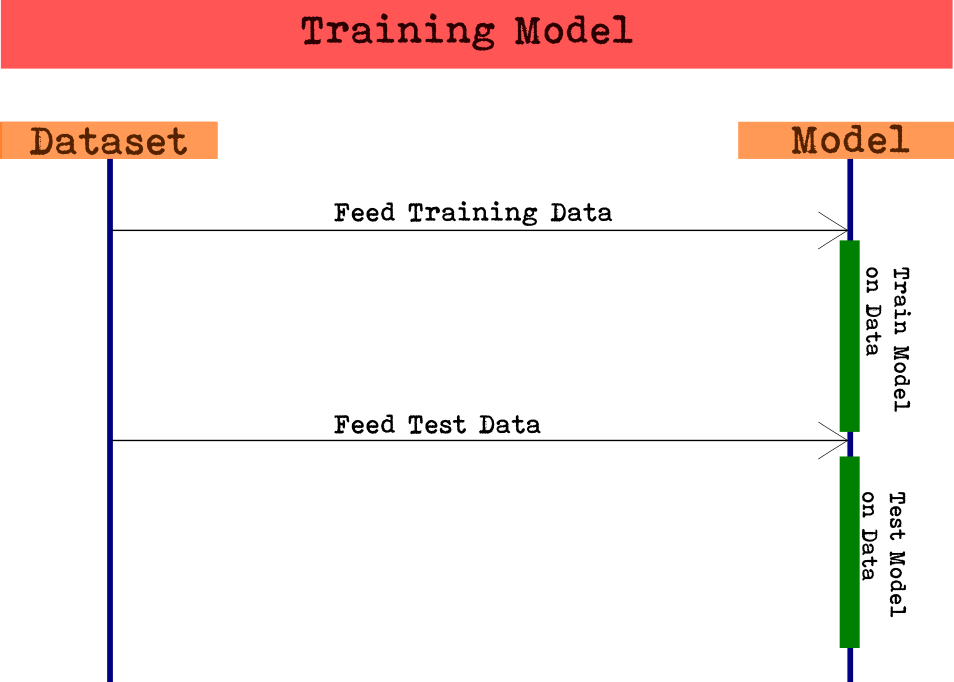 Training Model
Dataset
Model
Feed Training Data
Train Model
on Data
Feed Test Data
Test Model
on Data